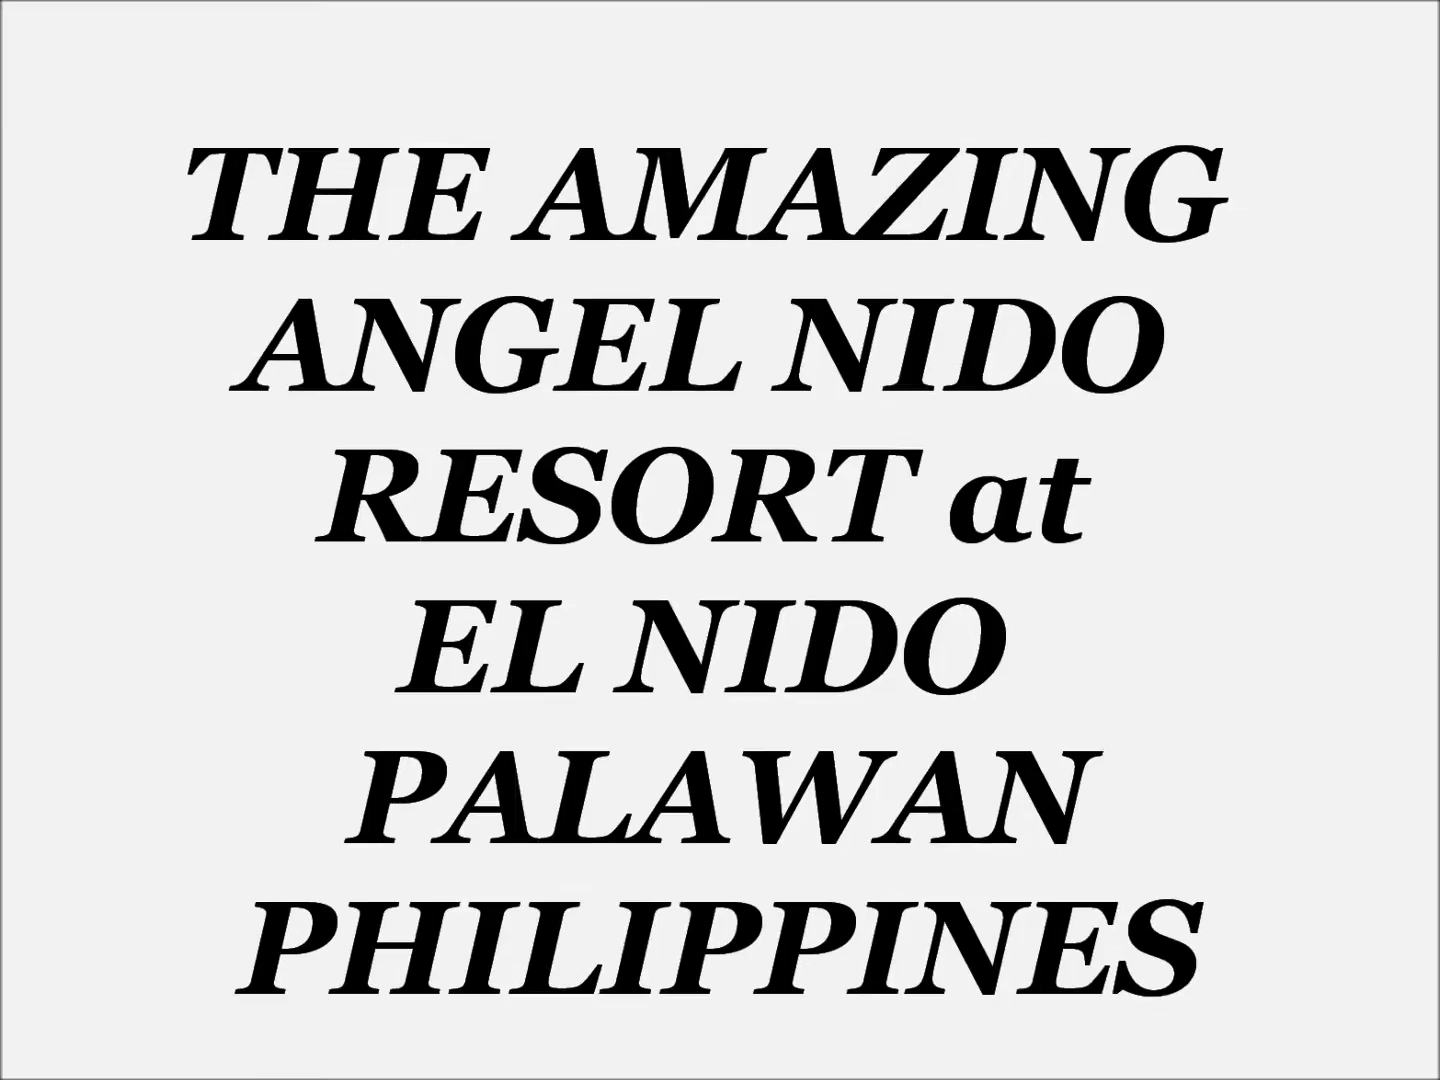 THE AMAZING
ANGEL NIDO
RESORT at
EL NIDO
PALAWAN
PHILIPPINES